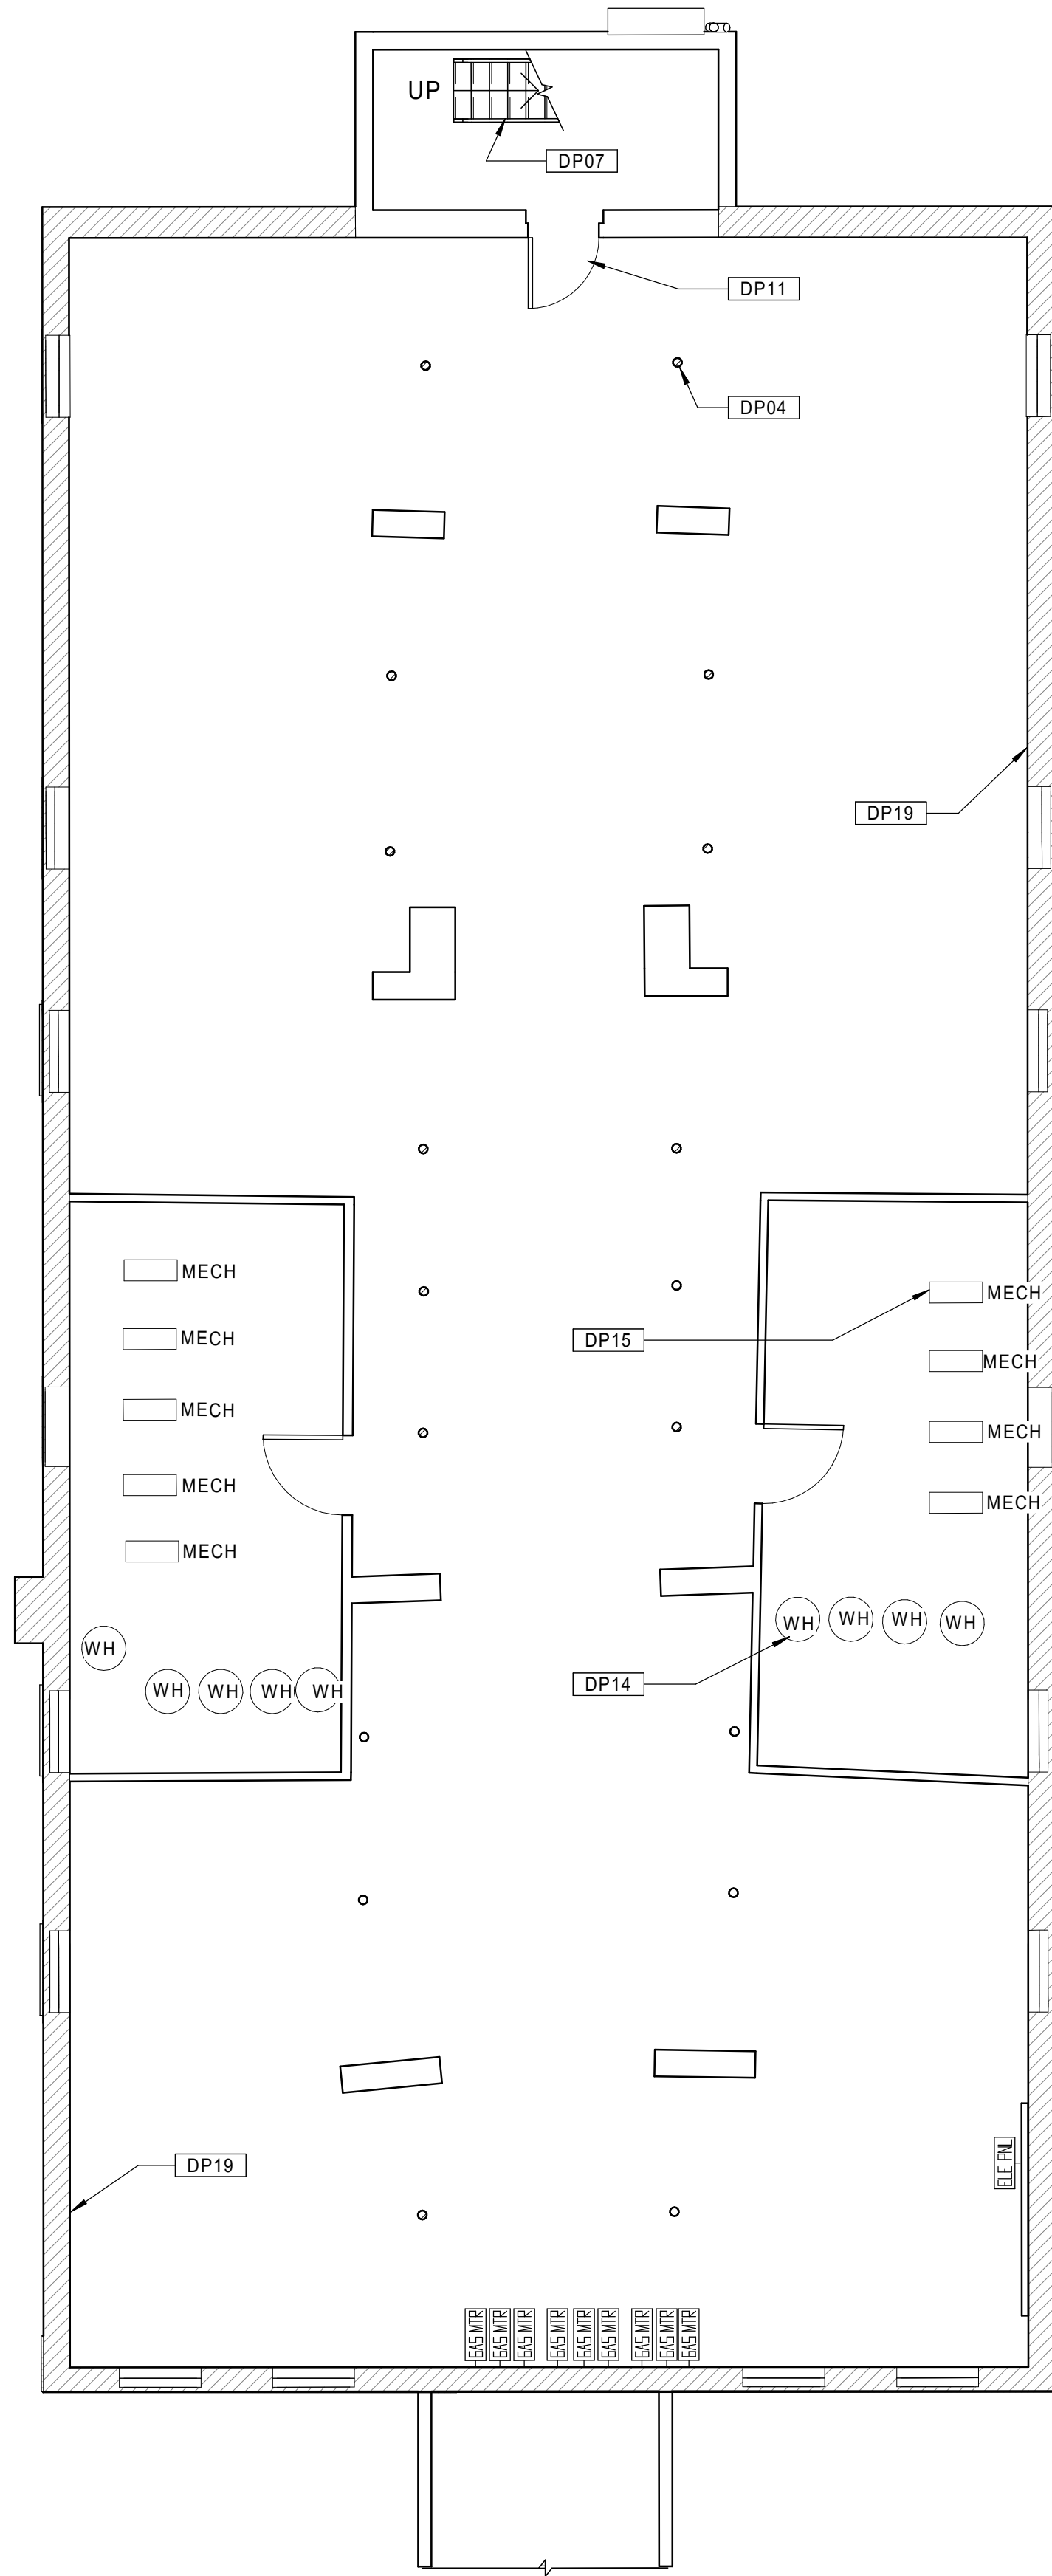 UP
DP07
DP11
DP04
DP19
MECH
MECH
DP15
MECH
MECH
MECH
MECH
MECH
MECH
MECH
WH
WH
WH
WH
WH
DP14
WH
WH
WH
WH
ELE PNL
DP19
GAS MTR
GAS MTR
GAS MTR
GAS MTR
GAS MTR
GAS MTR
GAS MTR
GAS MTR
GAS MTR